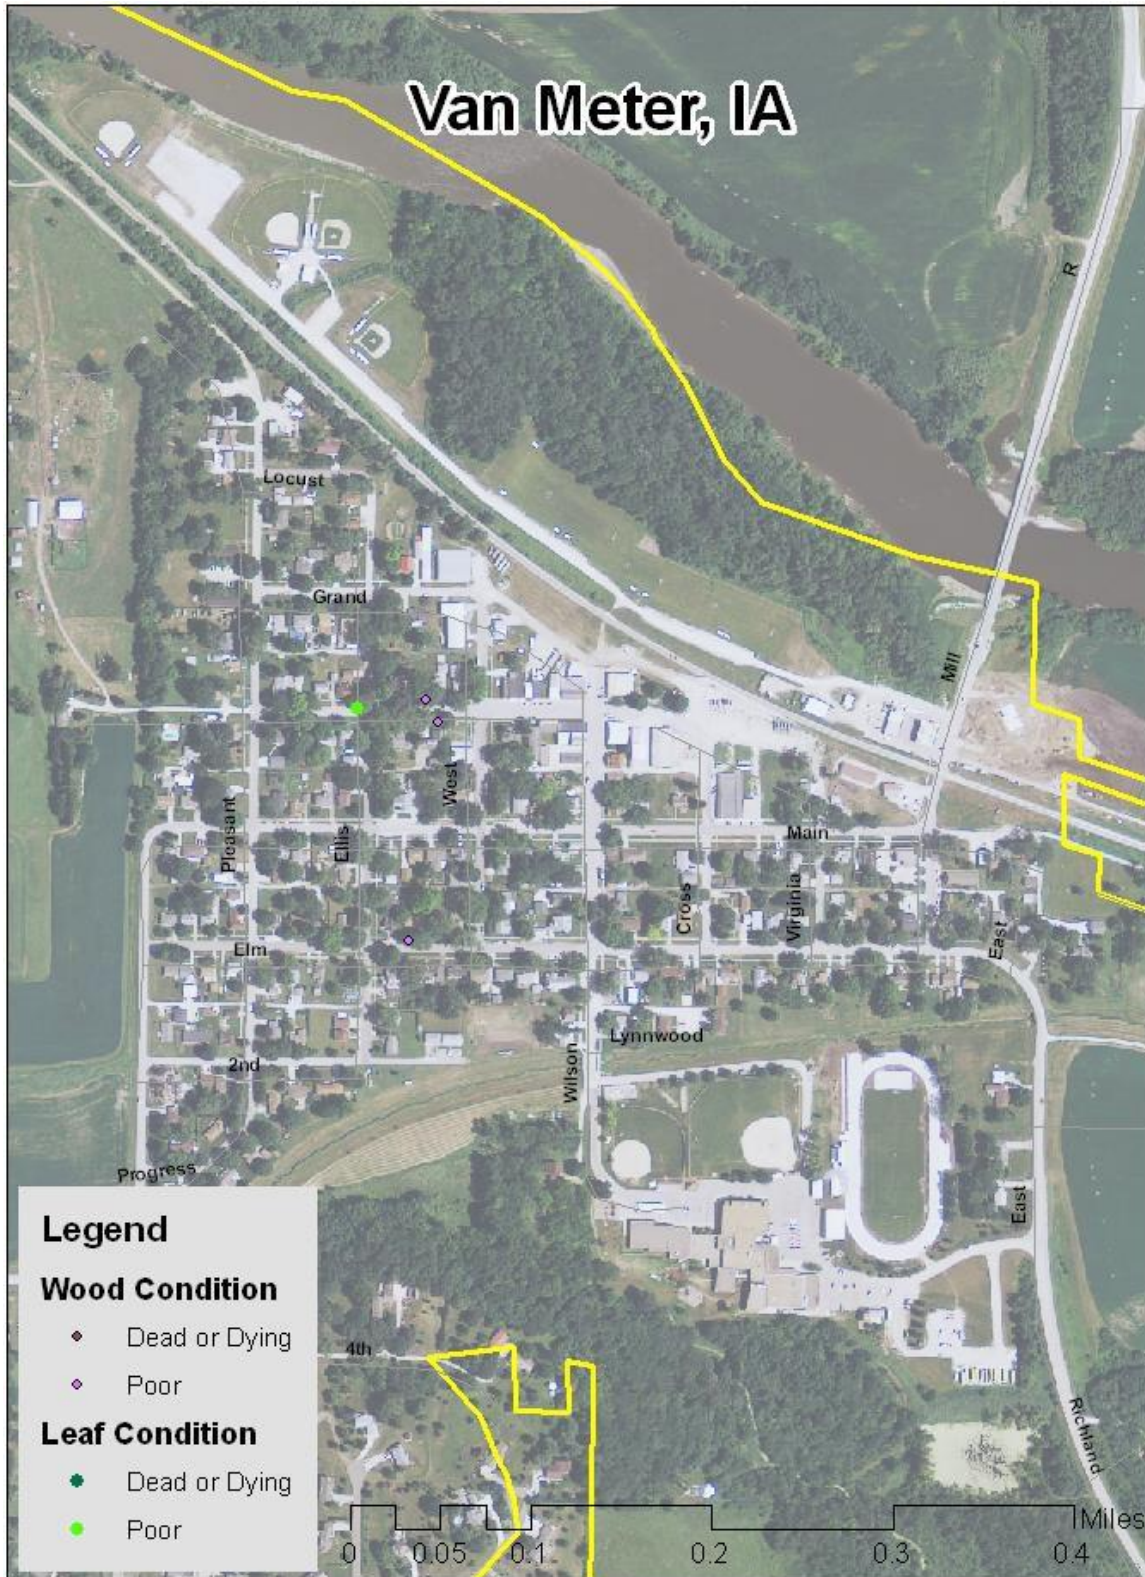 Van Meter, IA
R
Locust
Grand
Mill
West
Pleasant
Ellis
Main
Cross
Virginia
Elm
East
Lynnwood
2nd
Wilson
Progress
East
Legend
Wood Condition
Dead or Dying
Poor
4th
Leaf Condition
Dead or Dying
Poor
Richland
Miles
0 0.05 0.1 0.2 0.3 0.4